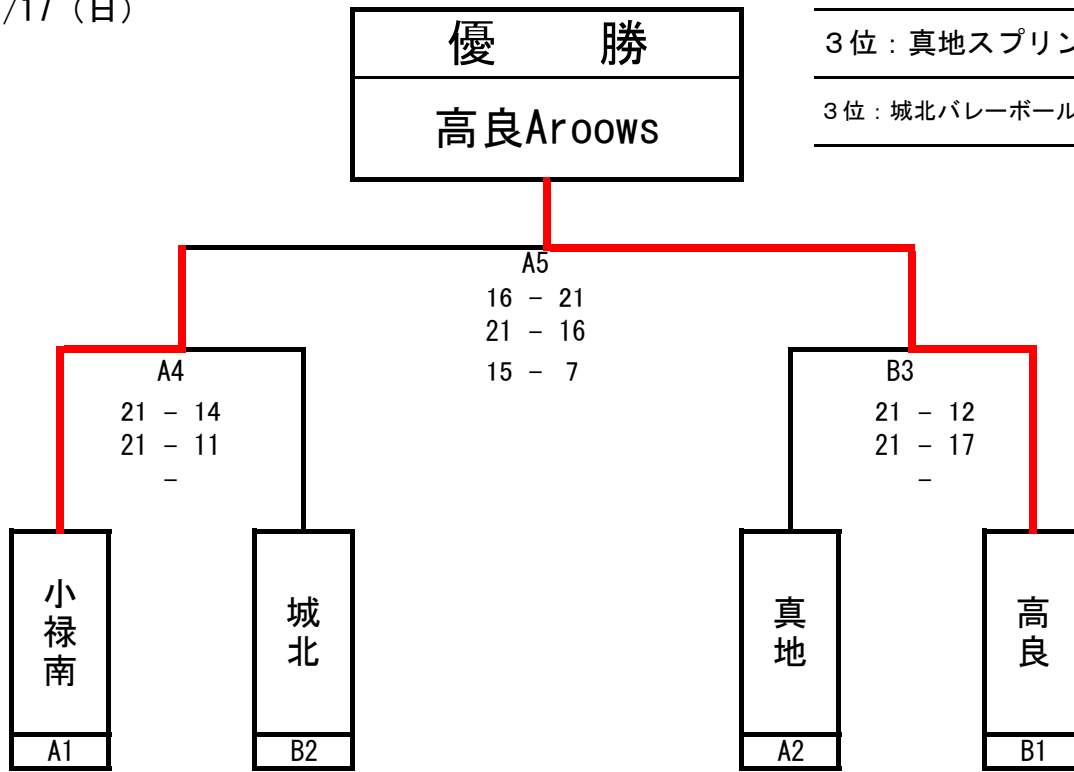 /17（日）
優　勝
高良Aroows
３位：真地スプリン
３位：城北バレーボール
A5
16 － 21
21 － 16
15 － 7
A4
21 － 14
21 － 11
－
B3
21 － 12
21 － 17
－
小禄南
城北
真地
高良
A1
B2
A2
B1